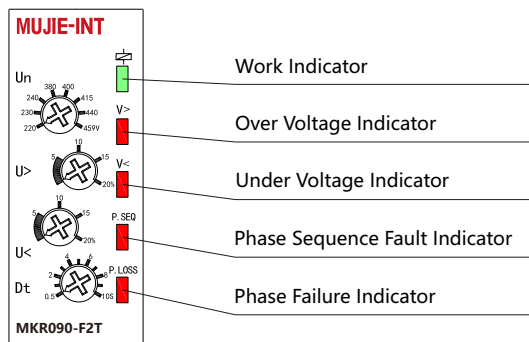 MUJIE-INT
Work Indicator
Un
380 400
240 415
230 440
220 459V
V>
Over Voltage Indicator
10
5 15
U>
20%
V<
Under Voltage Indicator
10
5 15
20%
P.SEQ
Phase Sequence Fault Indicator
U<
4 6
2 8
Dt
0.5 10S
P.LOSS
Phase Failure Indicator
MKR090-F2T